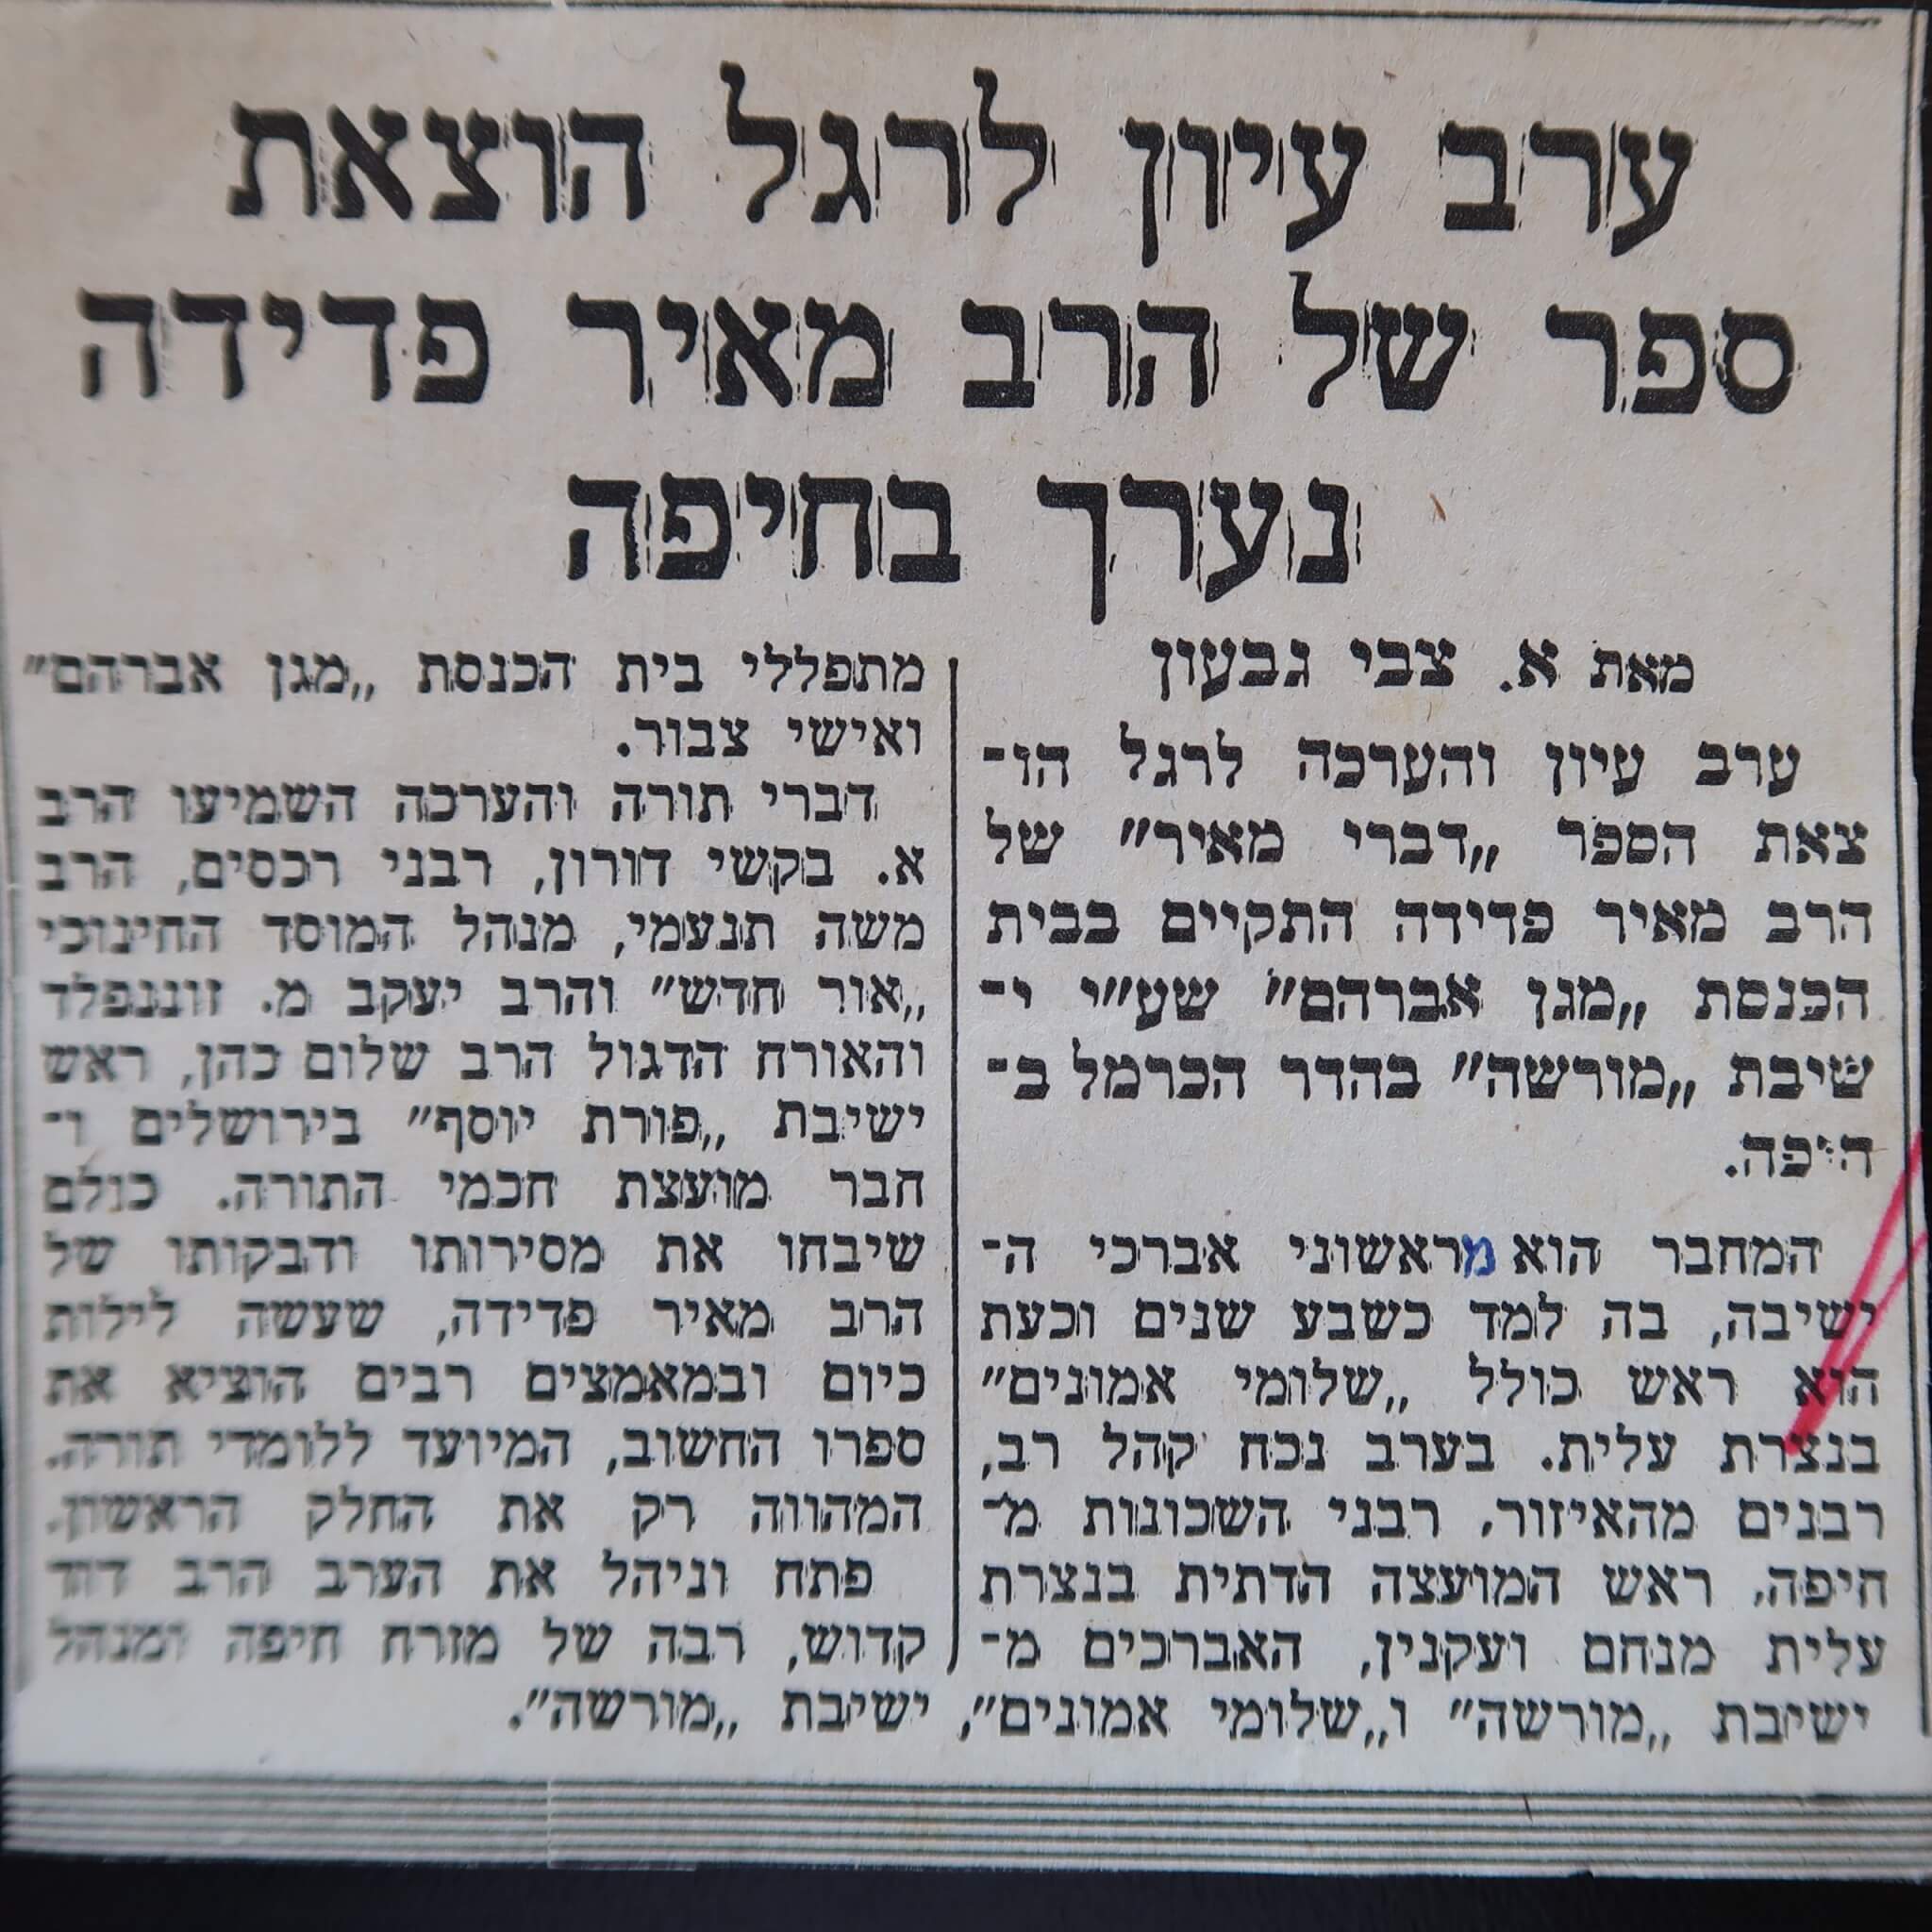 ערב עיון לרגל הוצאת
ספר של הרב מאיר פדידה
נערך בחיפה
מאת א. צבי גבעון
ערב עיון והערכה לרגל הו־
צאת הספר „דברי מאיר” של
הרב מאיר פדידה התקיים בבית
הכנסת „מגן אברהם” שע”י י־
שיבת „מורשה” בהדר הכרמל ב־
חיפה.
המחבר הוא מראשוני אברכי ה־
ישיבה, בה למד כשבע שנים וכעת
הוא ראש כולל „שלומי אמונים”
בנצרת עלית. בערב נכח קהל רב,
רבנים מהאיזור, רבני השכונות מ־
חיפה, ראש המועצה הדתית בנצרת
עלית מנחם ועקנין, האברכים מ־
ישיבת „מורשה” ו„שלומי אמונים”,
מתפללי בית הכנסת „מגן אברהם”
ואישי צבור.
דברי תורה והערכה השמיעו הרב
א. בקשי דורון, רבני רכסים, הרב
משה תנעמי, מנהל המוסד החינוכי
„אור חדש” והרב יעקב מ. זוננפלד
והאורח הדגול הרב שלום כהן, ראש
ישיבת „פורת יוסף” בירושלים ו־
חבר מועצת חכמי התורה. כולם
שיבחו את מסירותו ודבקותו של
הרב מאיר פדידה, שעשה לילות
כיום ובמאמצים רבים הוציא את
ספרו החשוב, המיועד ללומדי תורה.
המהווה רק את החלק הראשון.
פתח וניהל את הערב הרב דוד
קדוש, רבה של מזרח חיפה ומנהל
ישיבת „מורשה”.